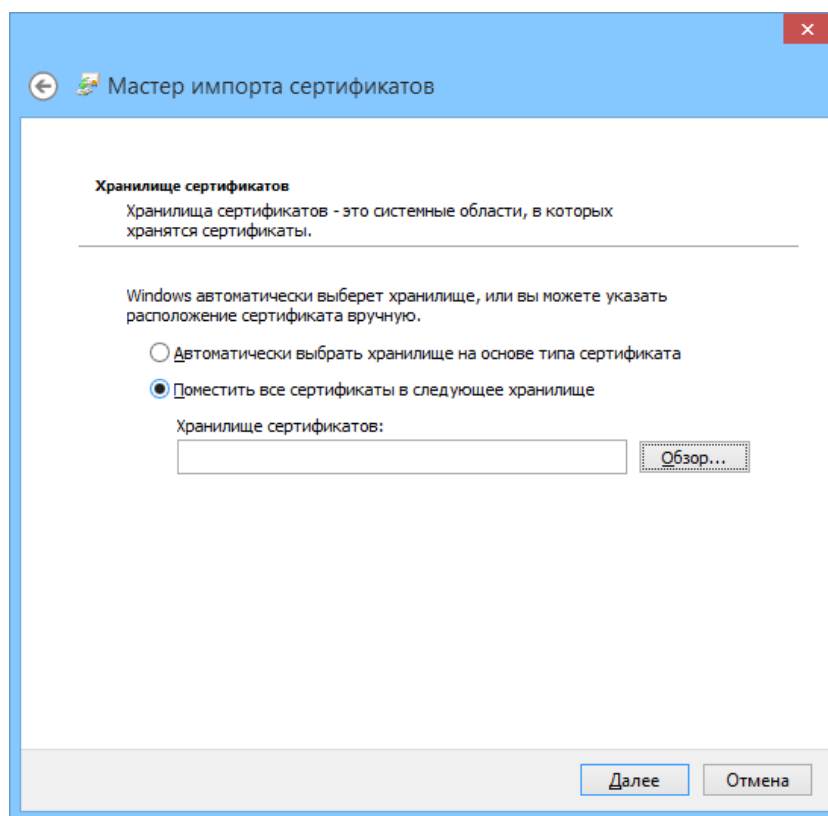 Мастер импорта сертификатов
Хранилище сертификатов
Хранилища сертификатов - это системные области, в которых
хранятся сертификаты.
Windows автоматически выберет хранилище, или вы можете указать
расположение сертификата вручную.
Автоматически выбрать хранилище на основе типа сертификата
Поместить все сертификаты в следующее хранилище
Хранилище сертификатов:
Обзор...
Далее
Отмена